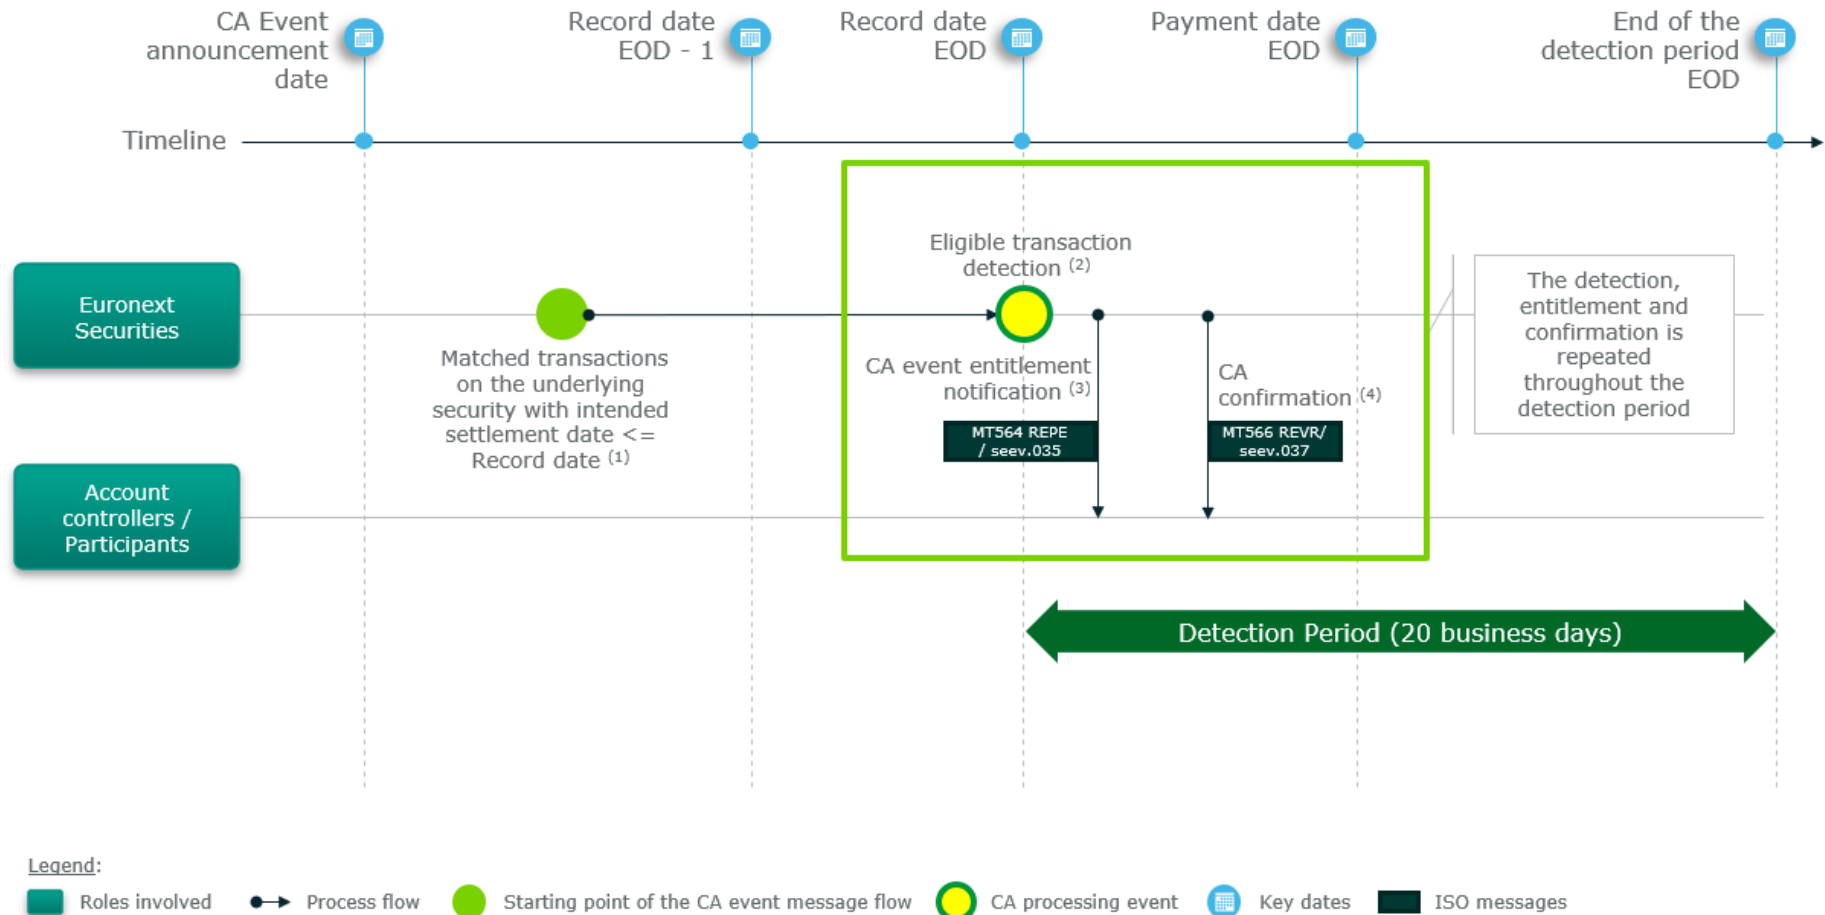 CA Event
announcement
date
Record date
EOD - 1
Record date
EOD
Payment date
EOD
End of the
detection period
EOD
Timeline
Eligible transaction
detection (2)
Euronext
Securities
The detection,
entitlement and
confirmation is
repeated
throughout the
detection period
Matched transactions
on the underlying
security with intended
settlement date <=
Record date (1)
CA event entitlement
notification (3)
CA
confirmation (4)
MT564 REPE
/ seev.035
MT566 REVR/
seev.037
Account
controllers /
Participants
Detection Period (20 business days)
Legend:
Roles involved
Process flow
Starting point of the CA event message flow
CA processing event
Key dates
ISO messages